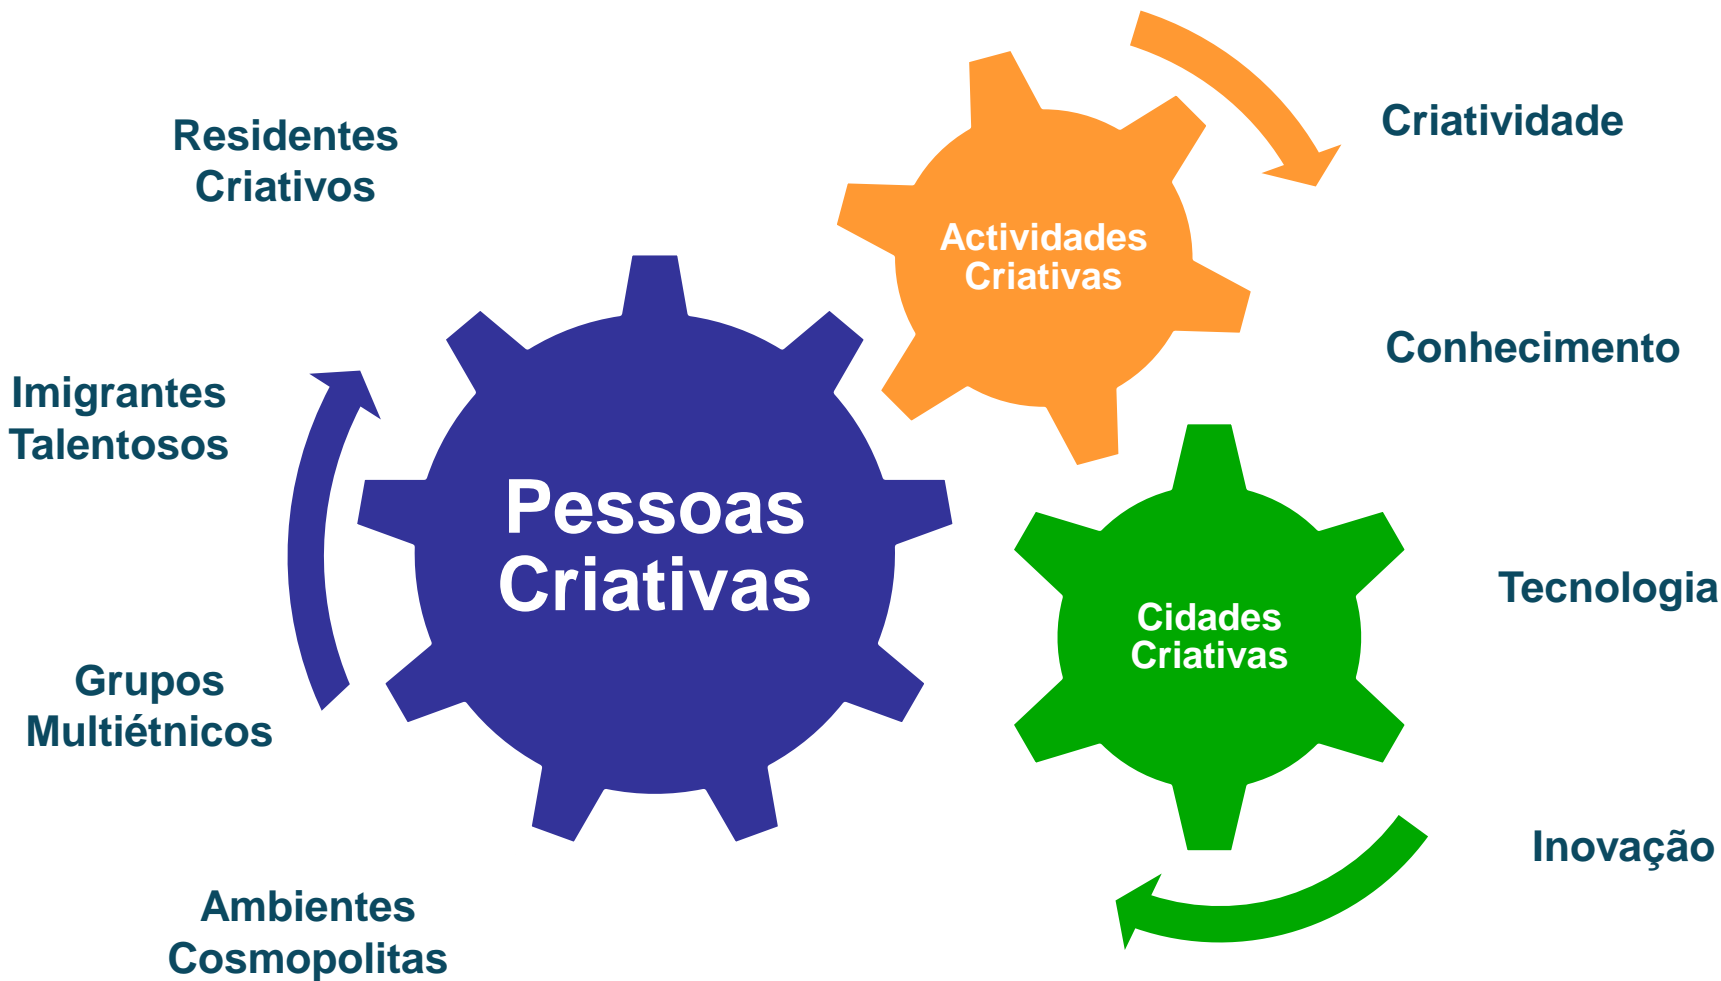 Residentes
Criativos
Imigrantes
Talentosos
Grupos
Multiétnicos
Ambientes
Cosmopolitas
Pessoas
Criativas
Actividades
Criativas
Cidades
Criativas
Criatividade
Conhecimento
Tecnologia
Inovação